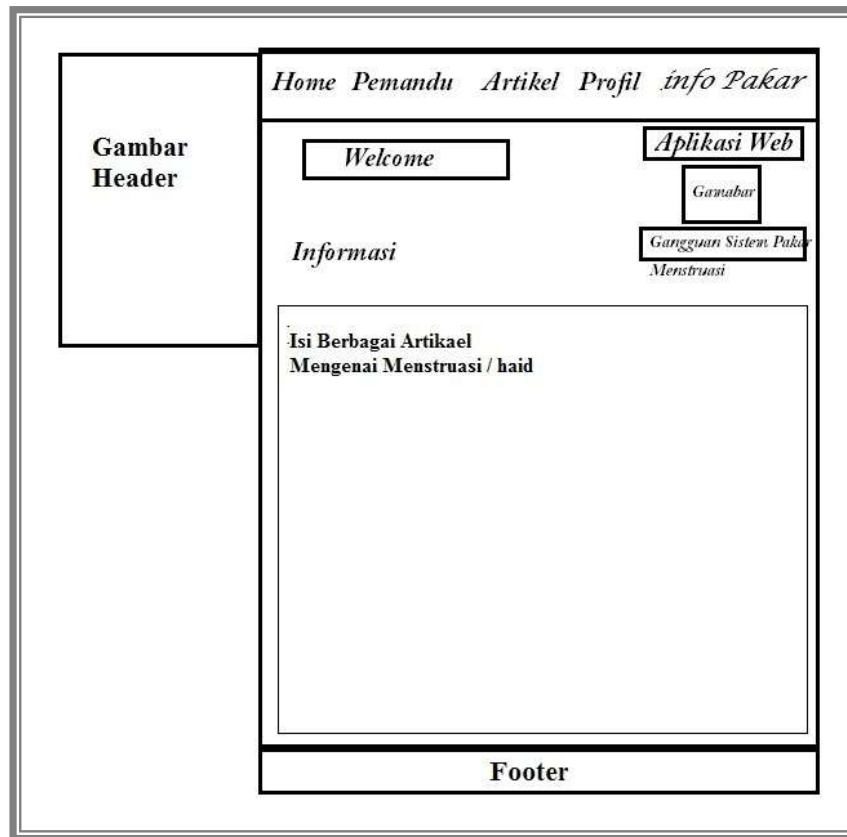 Home Pemandu Artikel Profil info Pakar
Gambar
Header
Welcome
Aplikasi Web
Gamabar
Gangguan Sistem Pakar
Menstruasi
Informasi
Isi Berbagai Artikael
Mengenai Menstruasi / haid
Footer